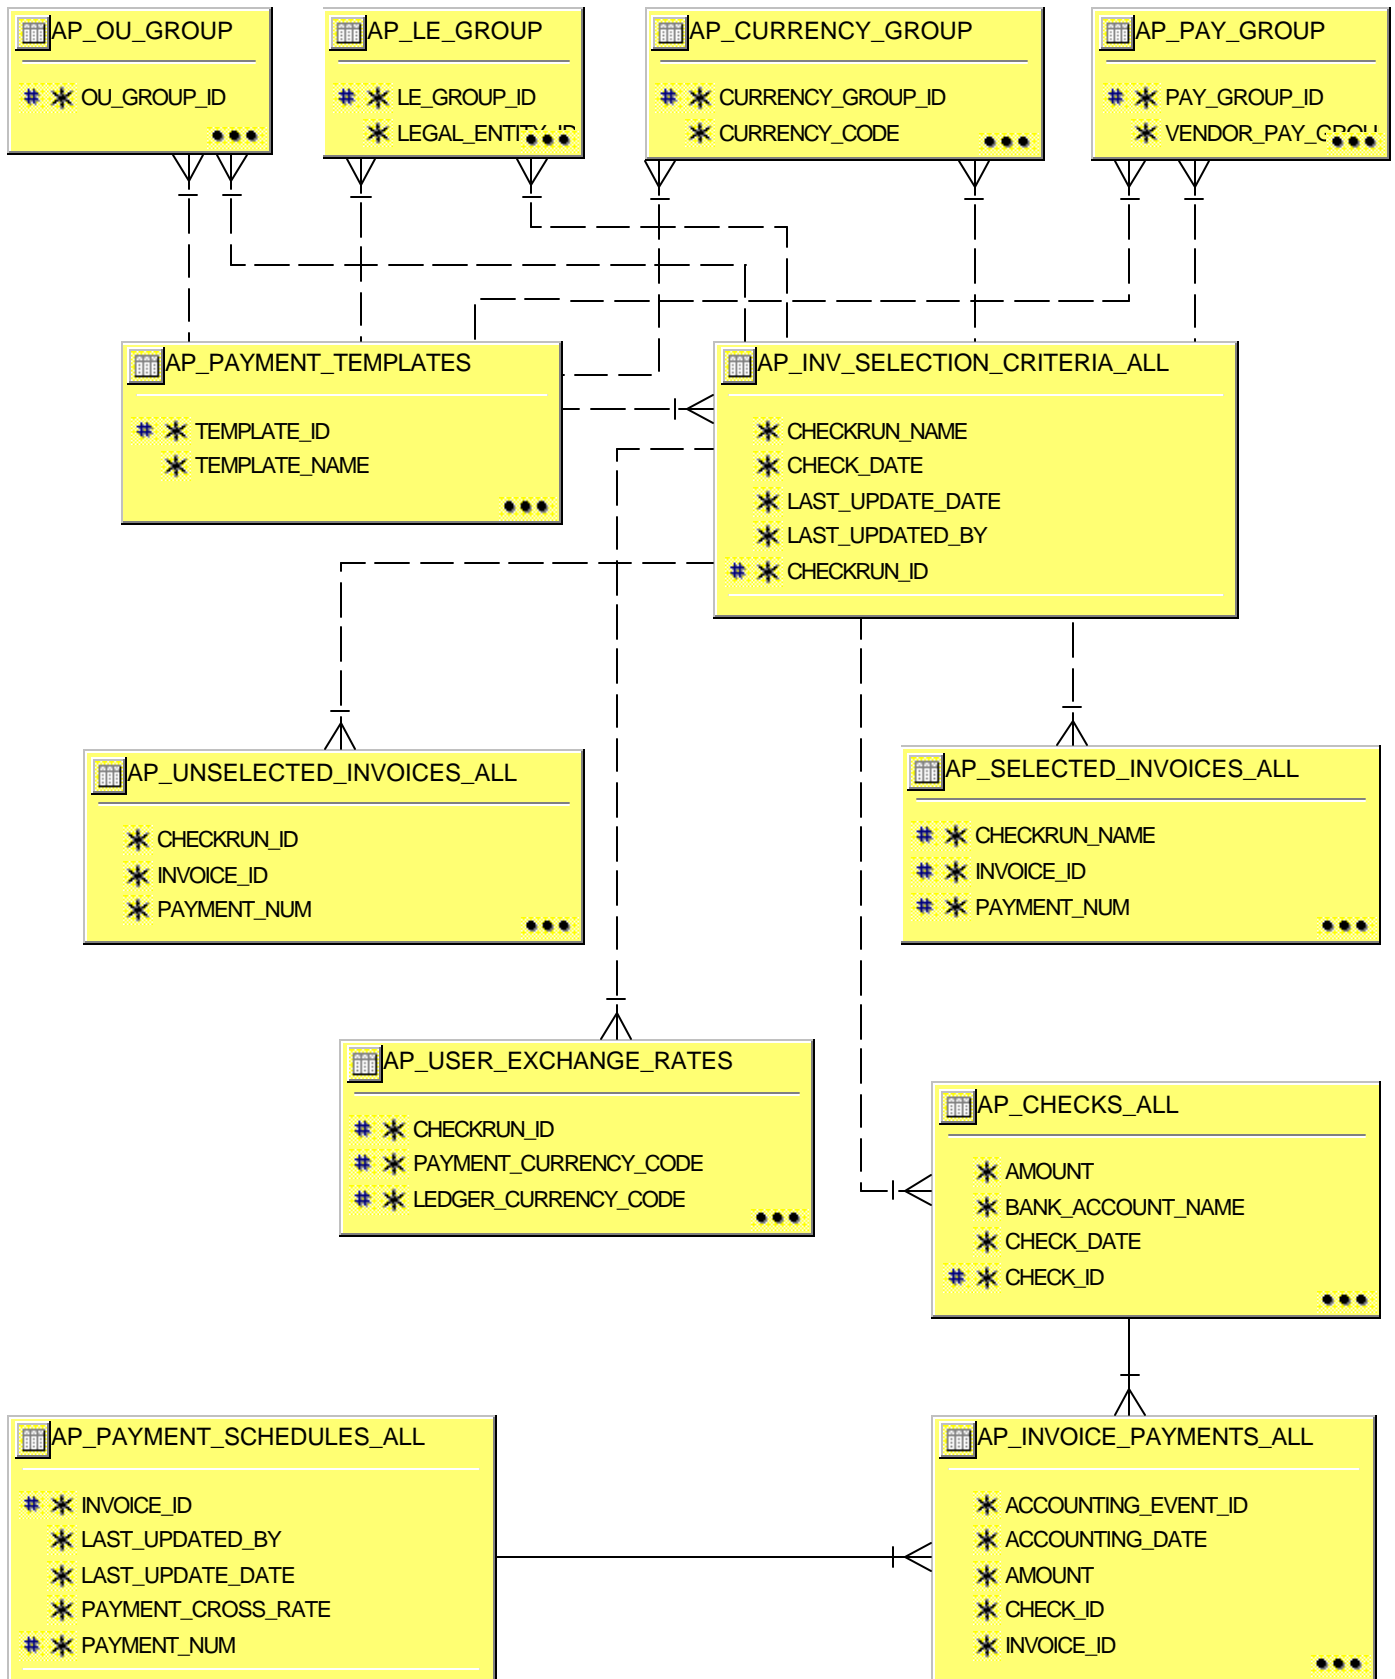 AP_OU_GROUP
# * OU_GROUP_ID
AP_LE_GROUP
# * LE_GROUP_ID
* LEGAL_ENTITY_ID
AP_CURRENCY_GROUP
# * CURRENCY_GROUP_ID
* CURRENCY_CODE
AP_PAY_GROUP
# * PAY_GROUP_ID
* VENDOR_PAY_GROU
AP_PAYMENT_TEMPLATES
# * TEMPLATE_ID
* TEMPLATE_NAME
AP_INV_SELECTION_CRITERIA_ALL
* CHECKRUN_NAME
* CHECK_DATE
* LAST_UPDATE_DATE
* LAST_UPDATED_BY
# * CHECKRUN_ID
AP_UNSELECTED_INVOICES_ALL
* CHECKRUN_ID
* INVOICE_ID
* PAYMENT_NUM
AP_SELECTED_INVOICES_ALL
# * CHECKRUN_NAME
# * INVOICE_ID
# * PAYMENT_NUM
AP_USER_EXCHANGE_RATES
# * CHECKRUN_ID
# * PAYMENT_CURRENCY_CODE
# * LEDGER_CURRENCY_CODE
AP_CHECKS_ALL
* AMOUNT
* BANK_ACCOUNT_NAME
* CHECK_DATE
# * CHECK_ID
AP_PAYMENT_SCHEDULES_ALL
# * INVOICE_ID
* LAST_UPDATED_BY
* LAST_UPDATE_DATE
* PAYMENT_CROSS_RATE
# * PAYMENT_NUM
AP_INVOICE_PAYMENTS_ALL
* ACCOUNTING_EVENT_ID
* ACCOUNTING_DATE
* AMOUNT
* CHECK_ID
* INVOICE_ID